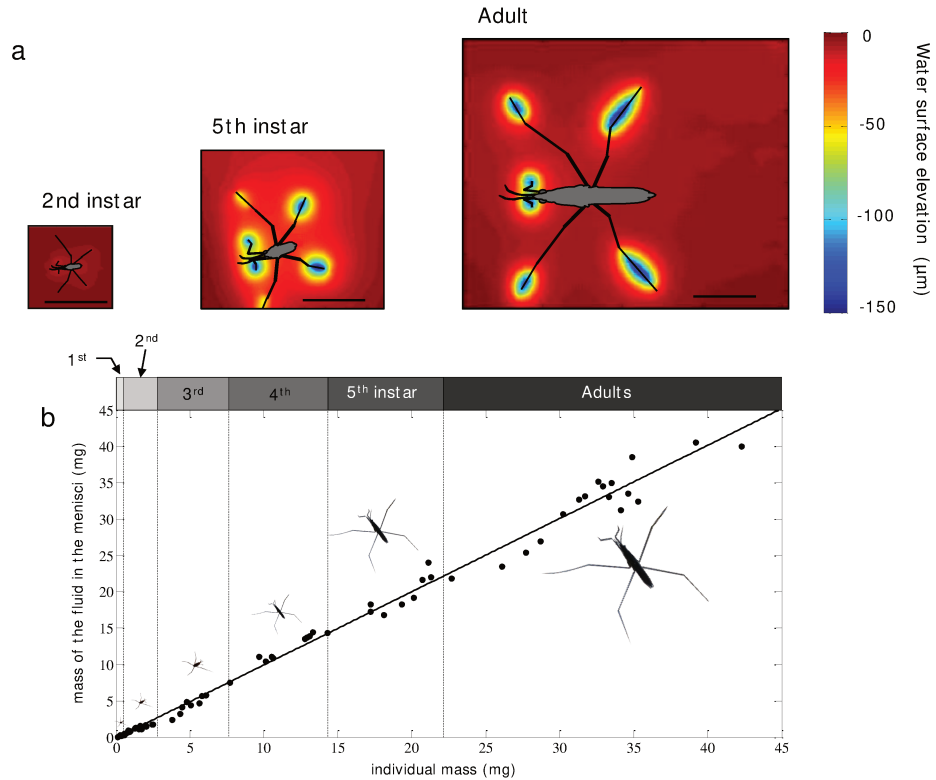 a
Adult
5th instar
2nd instar
0
-50
-100
-150
Water surface elevation (µm)
1st
2nd
3rd
4th
5th instar
Adults
b
mass of the fluid in the menisci (mg)
45
40
35
30
25
20
15
10
5
0
0 5 10 15 20 25 30 35 40 45
individual mass (mg)